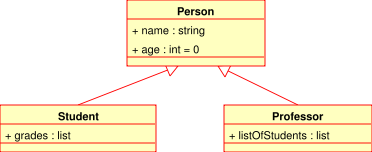 Person
+ name : string
+ age : int = 0
Student
+ grades : list
Professor
+ listOfStudents : list